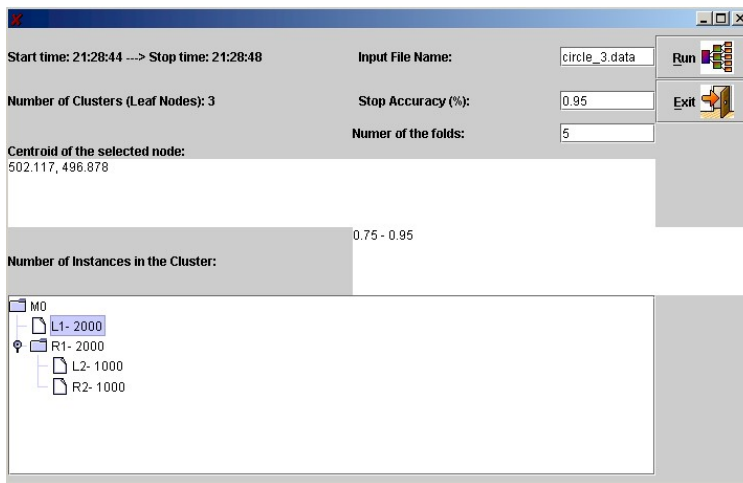 Start time: 21:28:44 ---> Stop time: 21:28:48
Input File Name:
circle_3.data
Run
Number of Clusters (Leaf Nodes): 3
Stop Accuracy (%):
0.95
Exit
Numer of the folds:
5
Centroid of the selected node:
502.117, 496.878
0.75 - 0.95
Number of Instances in the Cluster:
M0
L1- 2000
R1- 2000
L2- 1000
R2- 1000